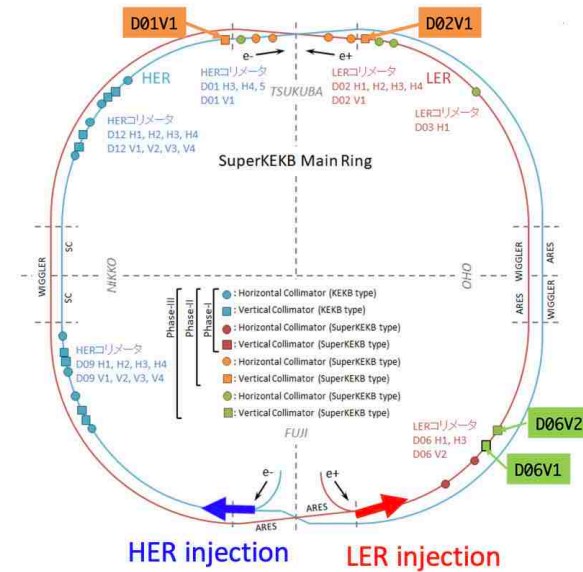 D01V1
D02V1
e-
e+
HER
HERコリメータ
D01 H3, H4, 5
D01 V1
TSUKUBA
LERコリメータ
D02 H1, H2, H3, H4
D02 V1
LER
HERコリメータ
D12 H1, H2, H3, H4
D12 V1, V2, V3, V4
LERコリメータ
D03 H1
SuperKEKB Main Ring
WIGGLER
SC
SC
NIKKO
OHO
WIGGLER
ARES
ARES
WIGGLER
Phase-III
Phase-II
Phase-I
: Horizontal Collimator (KEKB type)
: Vertical Collimator (KEKB type)
: Horizontal Collimator (SuperKEKB type)
: Vertical Collimator (SuperKEKB type)
: Horizontal Collimator (SuperKEKB type)
: Vertical Collimator (SuperKEKB type)
: Horizontal Collimator (SuperKEKB type)
: Vertical Collimator (SuperKEKB type)
HERコリメータ
D09 H1, H2, H3, H4
D09 V1, V2, V3, V4
FUJI
LERコリメータ
D06 H1, H3
D06 V2
D06V2
D06V1
e-
e+
ARES
ARES
HER injection
LER injection